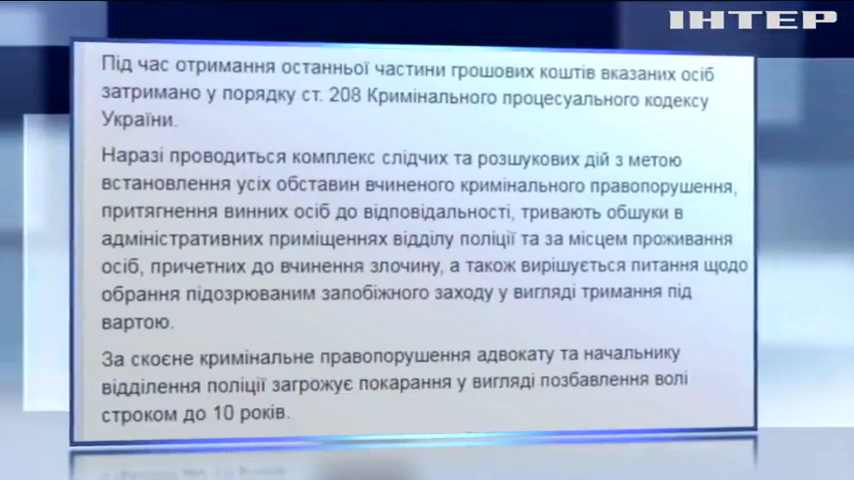 ІНТЕР
Під час отримання останньої частини грошових коштів вказаних осіб
затримано у порядку ст. 208 Кримінального процесуального кодексу
України.
Наразі проводиться комплекс слідчих та розшукових дій з метою
встановлення усіх обставин вчиненого кримінального правопорушення,
притягнення винних осіб до відповідальності, тривають обшуки в
адміністративних приміщеннях відділу поліції та за місцем проживання
осіб, причетних до вчинення злочину, а також вирішується питання щодо
обрання підозрюваним запобіжного заходу у вигляді тримання під
вартою.
За скоєне кримінальне правопорушення адвокату та начальнику
відділення поліції загрожує покарання у вигляді позбавлення волі
строком до 10 років.